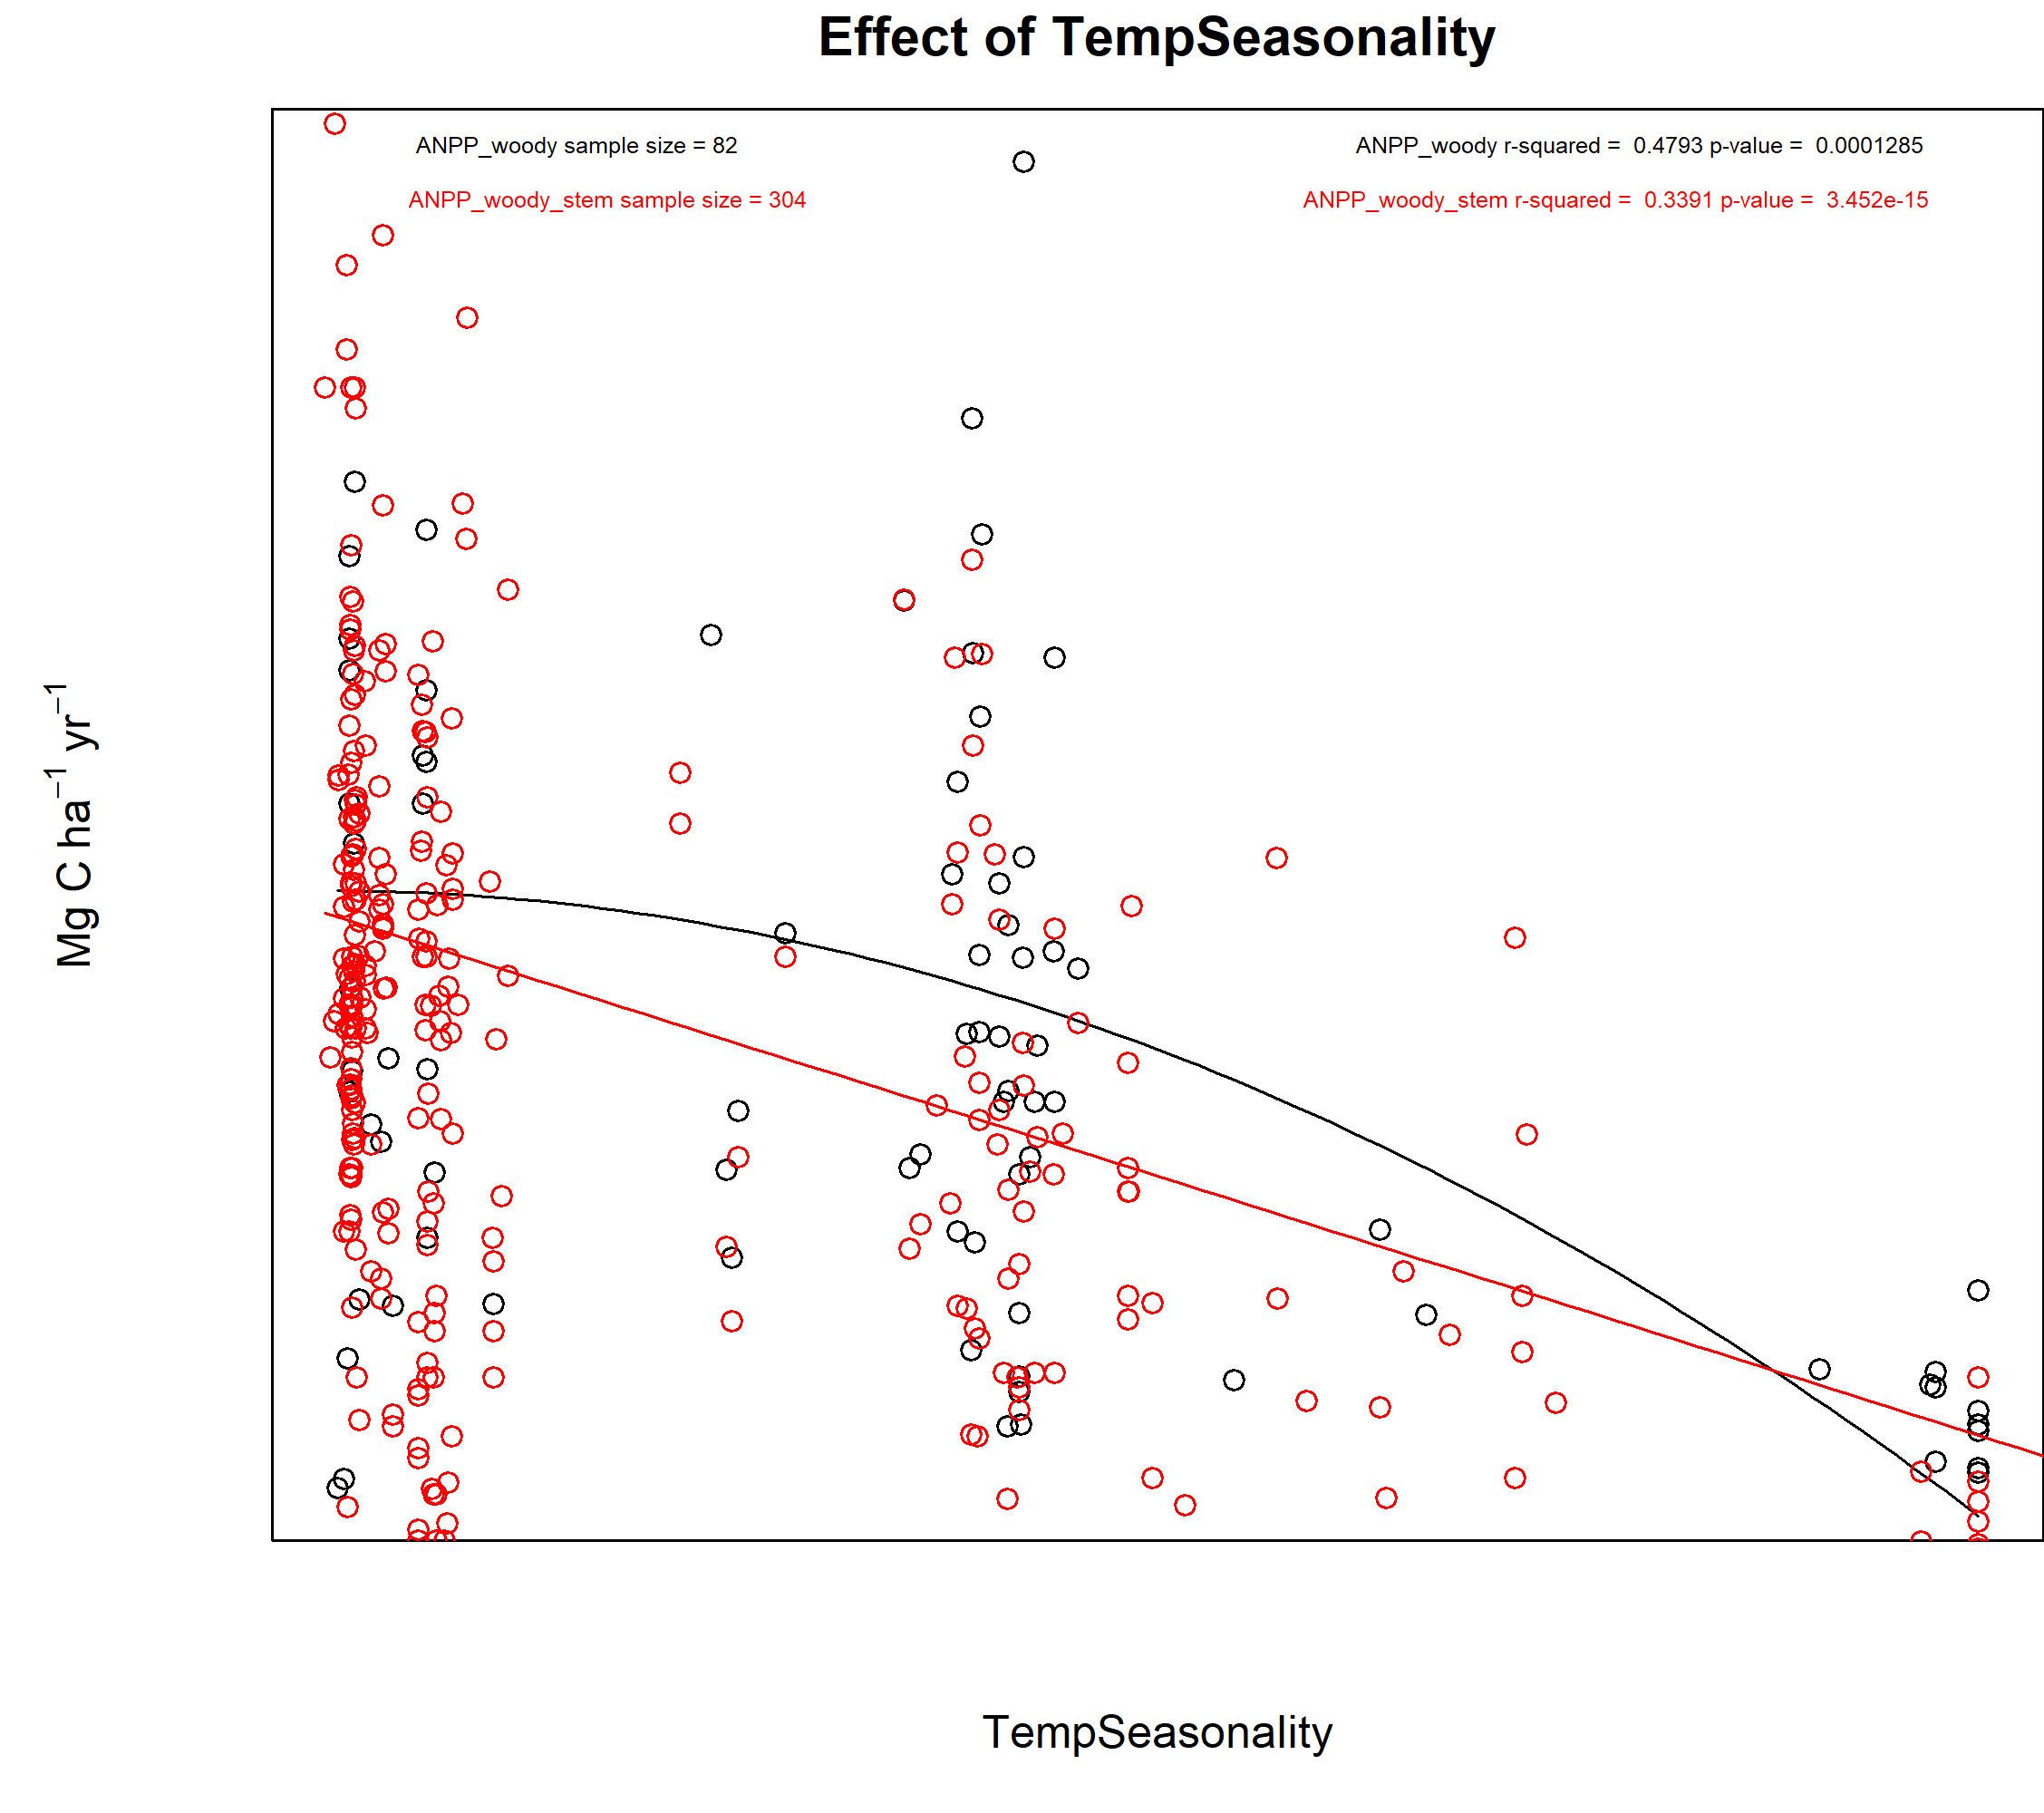 Effect of TempSeasonality
ANPP_woody sample size = 82
ANPP_woody r-squared =  0.4793 p-value =  0.0001285
ANPP_woody_stem sample size = 304
ANPP_woody_stem r-squared =  0.3391 p-value =  3.452e-15
Mg C ha⁻¹ yr⁻¹
TempSeasonality